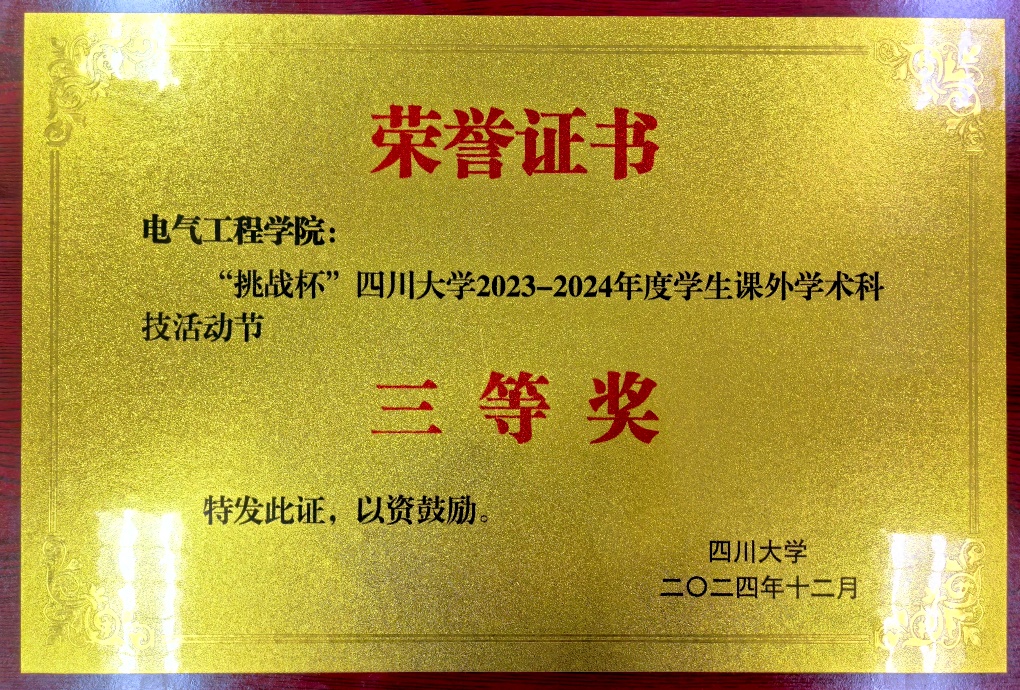 荣誉证书
电气工程学院：
“挑战杯”四川大学2023-2024年度学生课外学术科
技活动节
三等奖
特发此证，以资鼓励。
四川大学
二〇二四年十二月